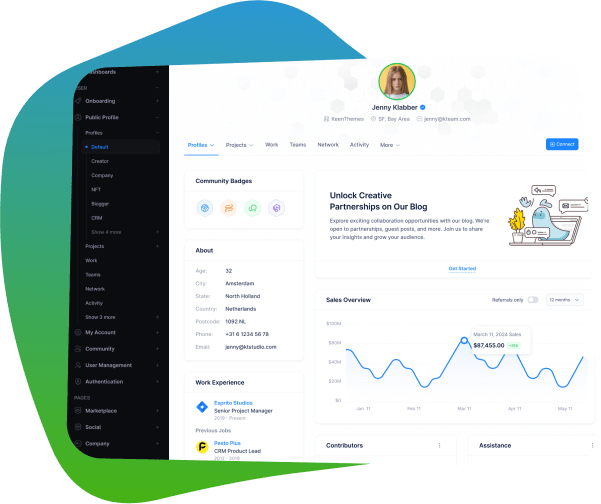 Dashboards
USER
Onboarding
Public Profile
Profiles
Default
Creator
Company
NFT
Blogger
CRM
Show 4 more
Projects
Work
Teams
Network
Activity
Show 3 more
My Account
Community
User Management
Authentication
PAGES
Marketplace
Social
Company
Jenny Klabber
KeenThemes SF, Bay Area jenny@kteam.com
Profiles Projects Work Teams Network Activity More Connect
Community Badges
About
Age: 32
City: Amsterdam
State: North Holland
Country: Netherlands
Postcode: 1092 NL
Phone: +31 6 1234 56 78
Email: jenny@ktstudio.com
Work Experience
Esprito Studios
Senior Project Manager
2019 - Present
Previous Jobs
Pesto Plus
CRM Product Lead
2012 - 2019
Unlock Creative
Partnerships on Our Blog
Explore exciting collaboration opportunities with our blog. We're
open to partnerships, guest posts, and more. Join us to share
your insights and grow your audience.
Get Started
Sales Overview Referrals only 12 months
March 11, 2024 Sales
$87,455.00
$100M
$80M
$60M
$40M
$20M
$0
Jan 11 Feb 11 Mar 11 Apr 11 May 11
Contributors Assistance